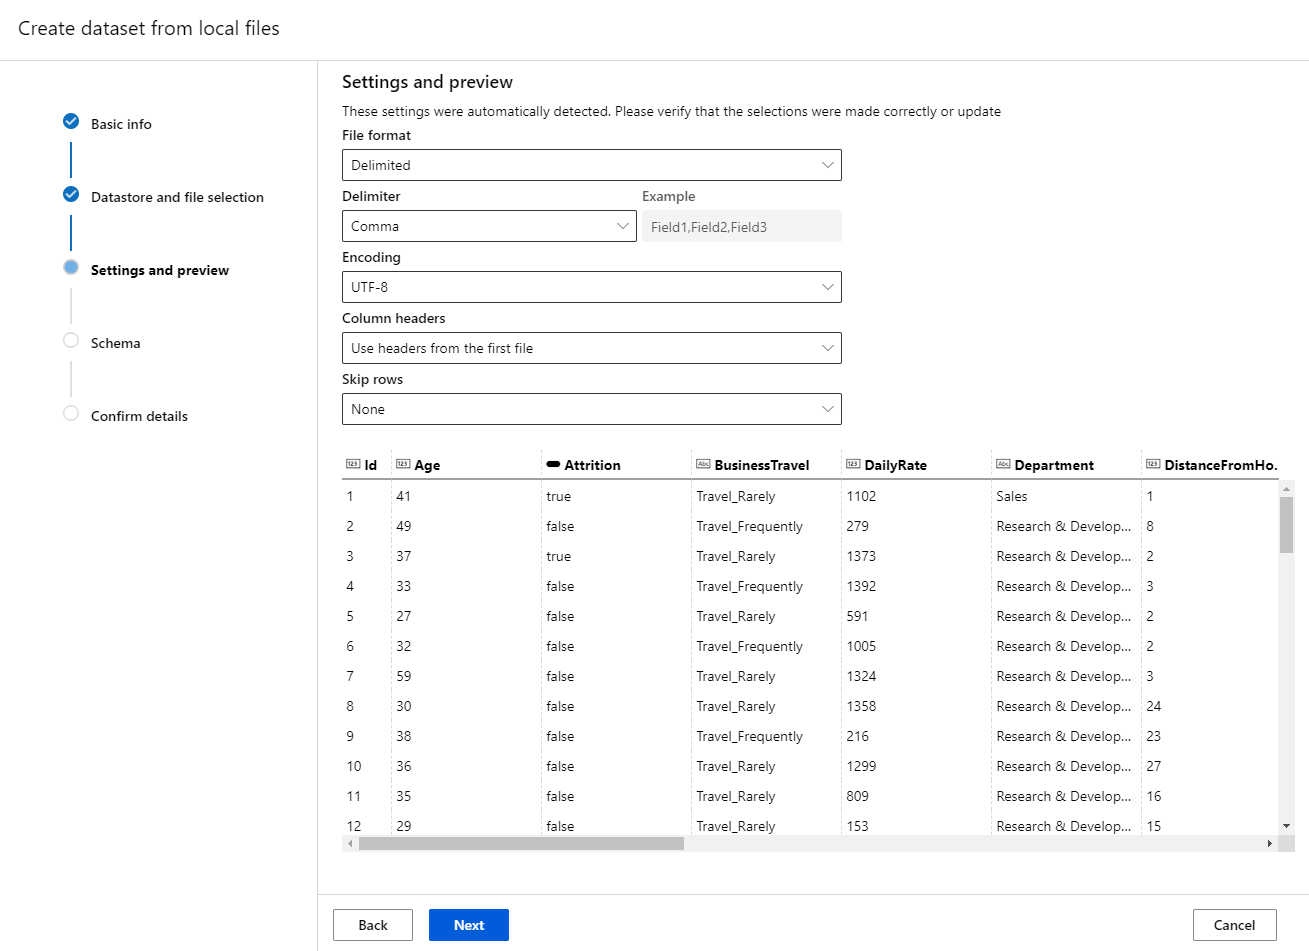 Create dataset from local files
Basic info
Datastore and file selection
Settings and preview
Schema
Confirm details
Settings and preview
These settings were automatically detected. Please verify that the selections were made correctly or update
File format
Delimited
Delimiter Example
Comma Field1,Field2,Field3
Encoding
UTF-8
Column headers
Use headers from the first file
Skip rows
None
123 Id 123 Age Attrition Abc BusinessTravel 123 DailyRate Abc Department 123 DistanceFromHo.
1 41 true Travel_Rarely 1102 Sales 1
2 49 false Travel_Frequently 279 Research & Develop... 8
3 37 true Travel_Rarely 1373 Research & Develop... 2
4 33 false Travel_Frequently 1392 Research & Develop... 3
5 27 false Travel_Rarely 591 Research & Develop... 2
6 32 false Travel_Frequently 1005 Research & Develop... 2
7 59 false Travel_Rarely 1324 Research & Develop... 3
8 30 false Travel_Rarely 1358 Research & Develop... 24
9 38 false Travel_Frequently 216 Research & Develop... 23
10 36 false Travel_Rarely 1299 Research & Develop... 27
11 35 false Travel_Rarely 809 Research & Develop... 16
12 29 false Travel_Rarely 153 Research & Develop... 15
Back Next Cancel